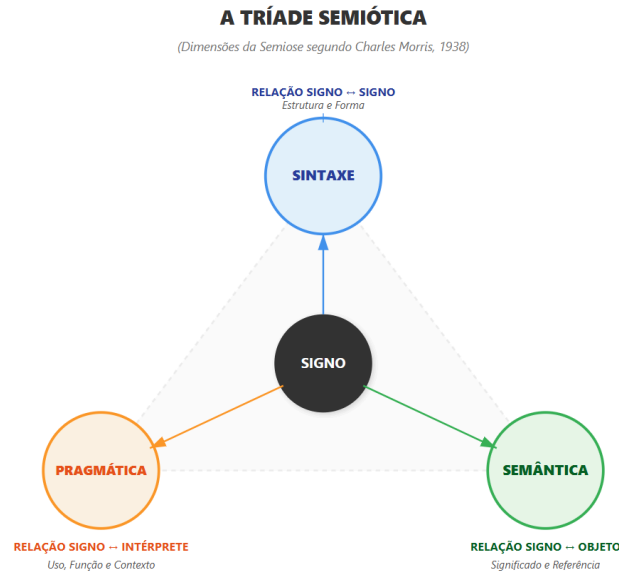 A TRÍADE SEMIÓTICA
(Dimensões da Semiose segundo Charles Morris, 1938)
RELAÇÃO SIGNO ↔ SIGNO
Estrutura e Forma
SINTAXE
SIGNO
PRAGMÁTICA
SEMÂNTICA
RELAÇÃO SIGNO ↔ INTÉRPRETE
Uso, Função e Contexto
RELAÇÃO SIGNO ↔ OBJETO
Significado e Referência